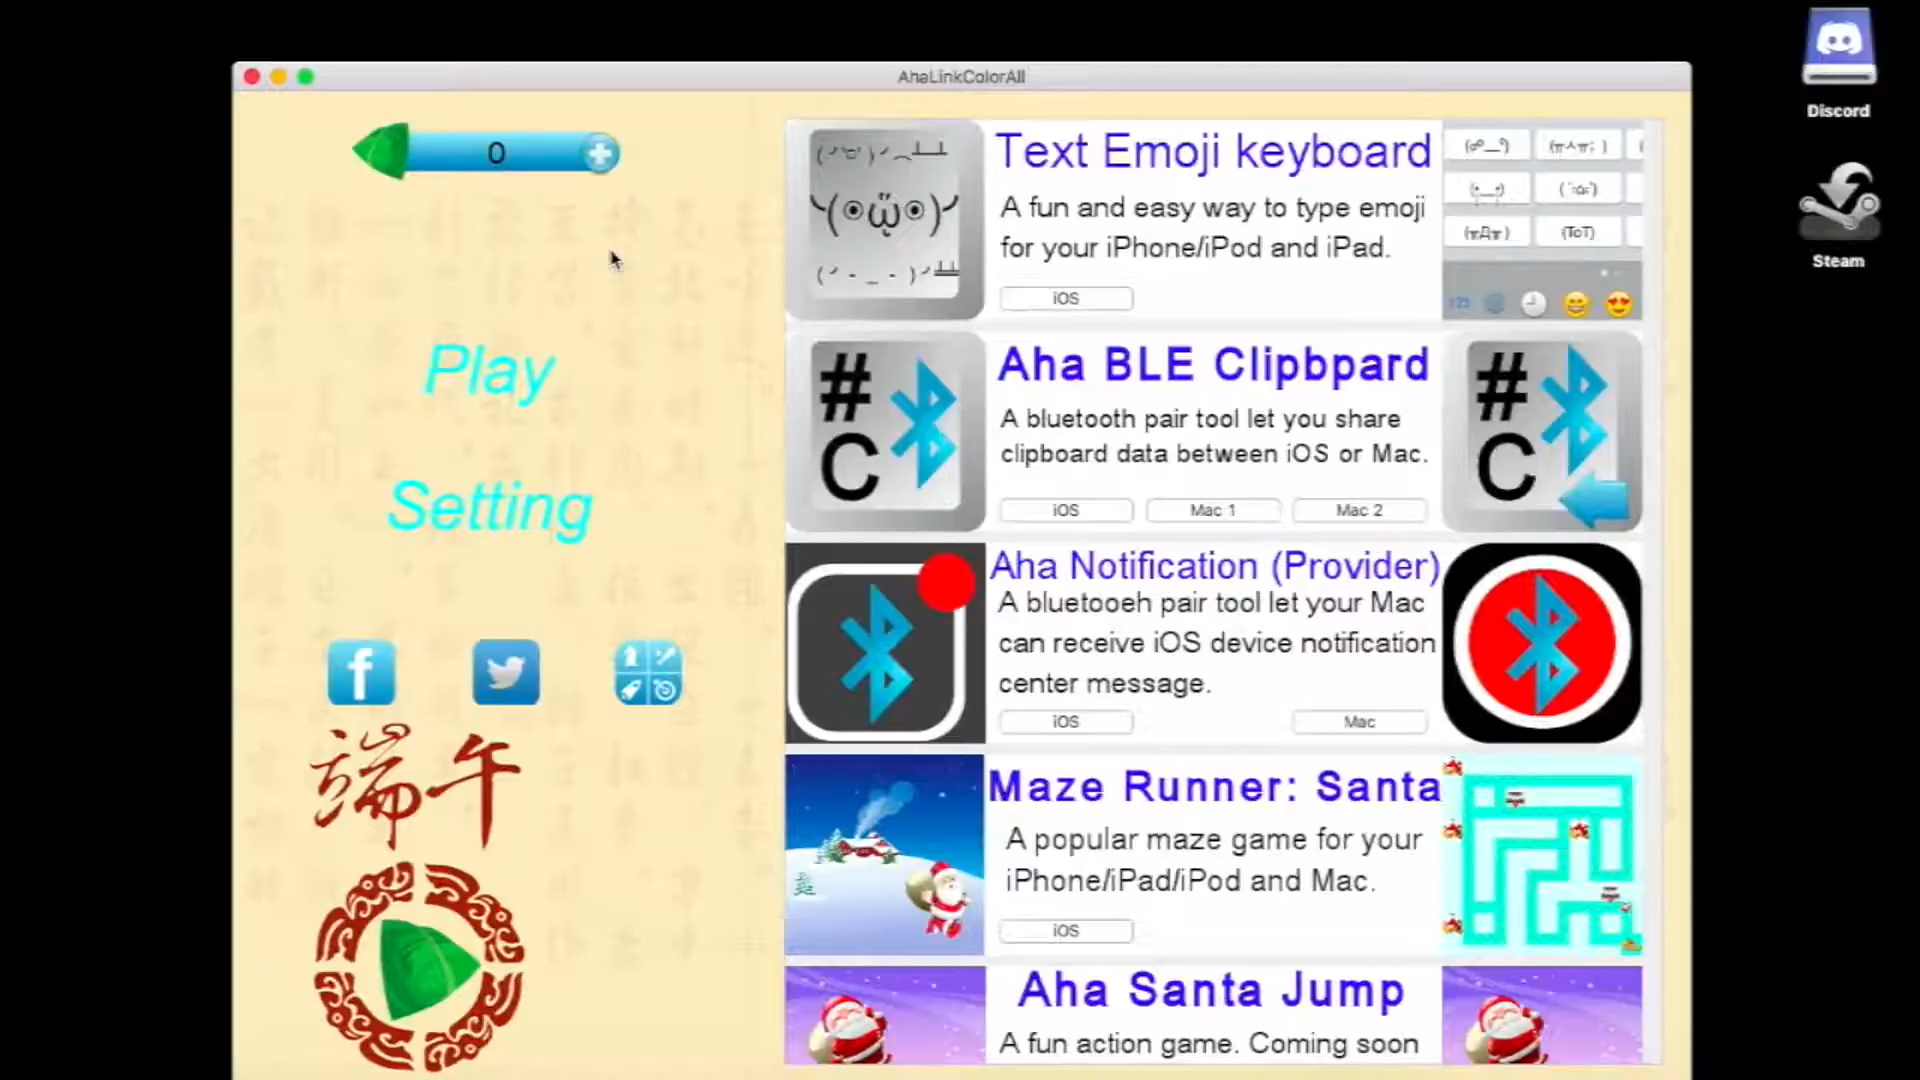 AhaLinkColorAll
Discord
Steam
0
Play
Setting
端午
Text Emoji keyboard
A fun and easy way to type emoji
for your iPhone/iPod and iPad.
iOS
Aha BLE Clipbpard
A bluetooth pair tool let you share
clipboard data between iOS or Mac.
iOS
Mac 1
Mac 2
#
C
#
C
Aha Notification (Provider)
A bluetooeh pair tool let your Mac
can receive iOS device notification
center message.
iOS
Mac
Maze Runner: Santa
A popular maze game for your
iPhone/iPad/iPod and Mac.
iOS
Aha Santa Jump
A fun action game. Coming soon